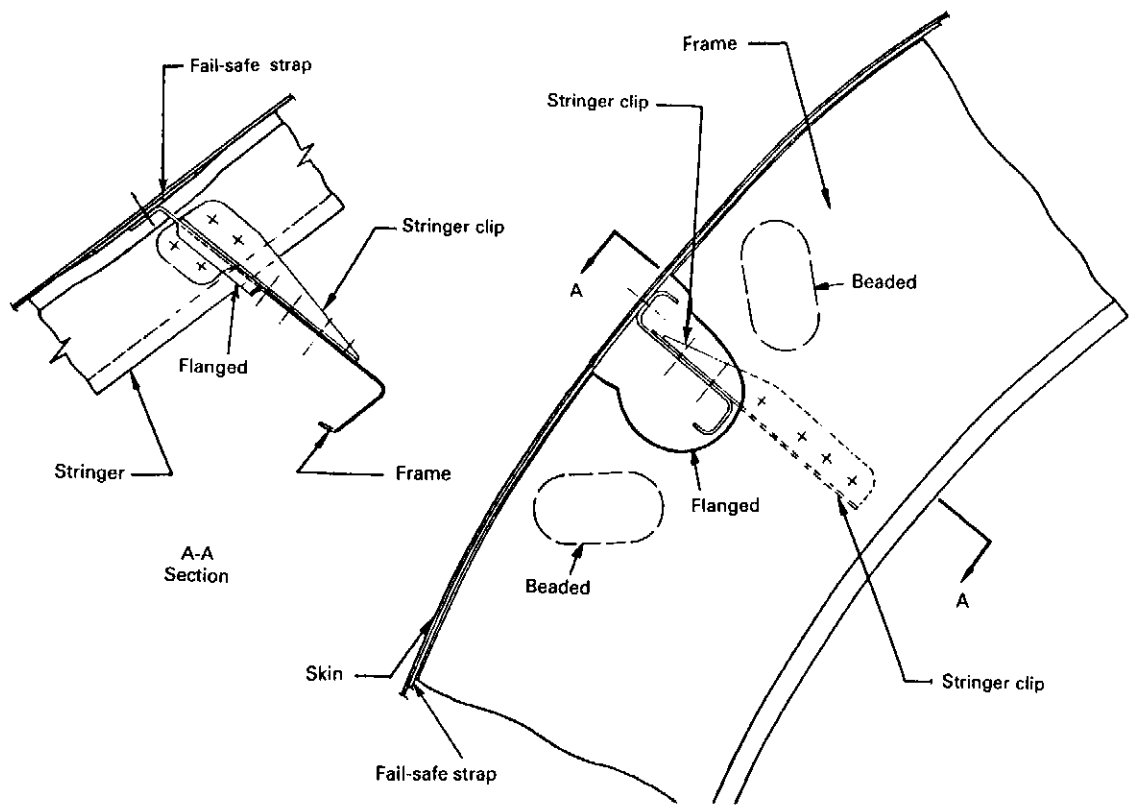 Fail-safe strap
Stringer clip
Flanged
Stringer
Frame
A-A
Section
Frame
Stringer clip
A
Beaded
Flanged
Beaded
A
Skin
Stringer clip
Fail-safe strap